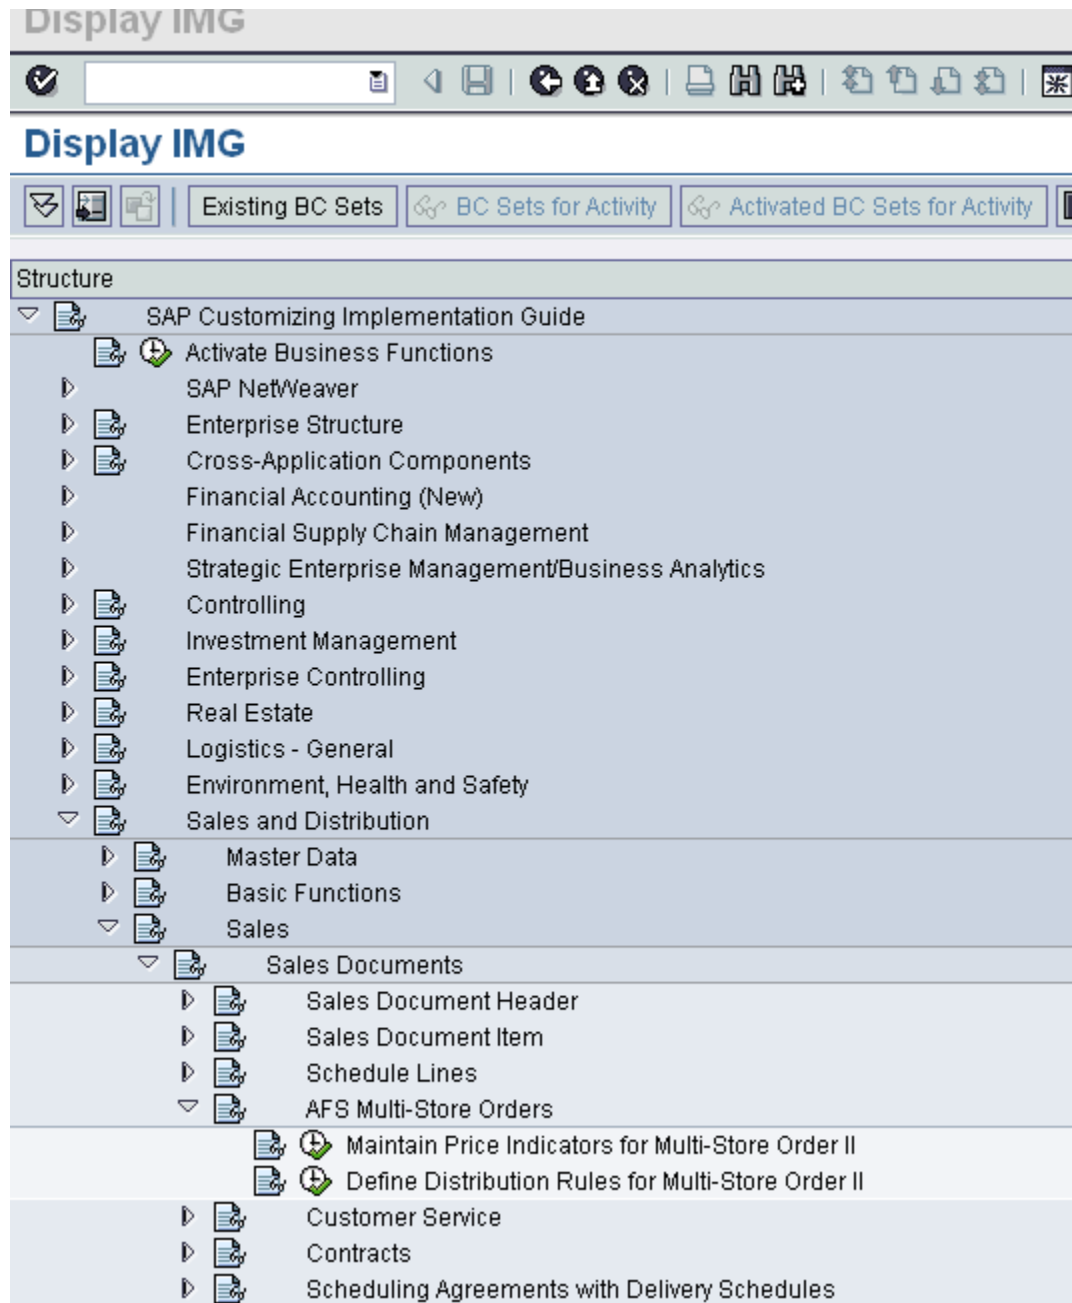 Display IMG
Display IMG
Existing BC Sets BC Sets for Activity Activated BC Sets for Activity
Structure
SAP Customizing Implementation Guide
Activate Business Functions
SAP NetWeaver
Enterprise Structure
Cross-Application Components
Financial Accounting (New)
Financial Supply Chain Management
Strategic Enterprise Management/Business Analytics
Controlling
Investment Management
Enterprise Controlling
Real Estate
Logistics - General
Environment, Health and Safety
Sales and Distribution
Master Data
Basic Functions
Sales
Sales Documents
Sales Document Header
Sales Document Item
Schedule Lines
AFS Multi-Store Orders
Maintain Price Indicators for Multi-Store Order II
Define Distribution Rules for Multi-Store Order II
Customer Service
Contracts
Scheduling Agreements with Delivery Schedules